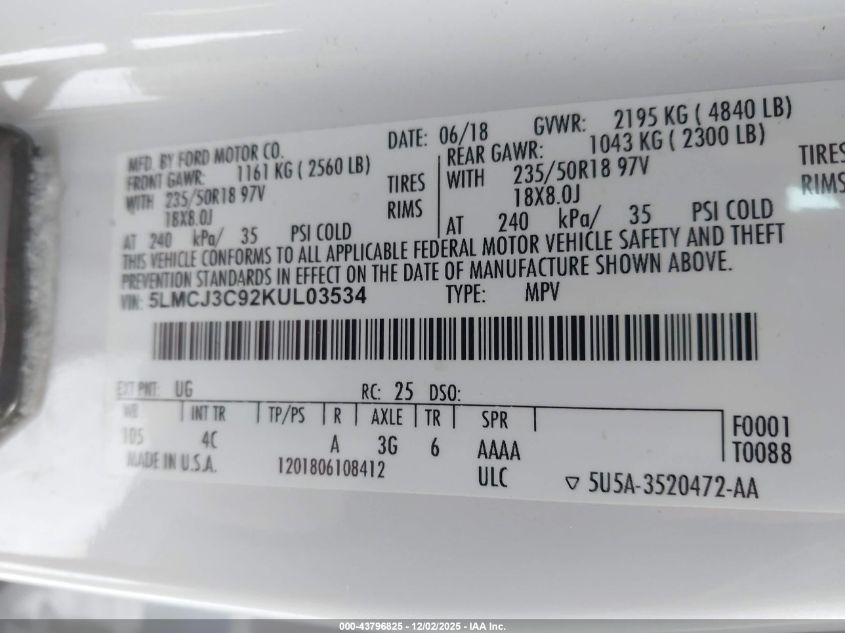 MFD. BY FORD MOTOR CO. DATE: 06/18 GVWR: 2195 KG ( 4840 LB)
FRONT GAWR: 1161 KG ( 2560 LB) REAR GAWR: 1043 KG ( 2300 LB)
WITH 235/50R18 97V TIRES WITH 235/50R18 97V TIRES
18X8.0J RIMS 18X8.0J RIMS
AT 240 kPa/ 35 PSI COLD AT 240 kPa/ 35 PSI COLD
THIS VEHICLE CONFORMS TO ALL APPLICABLE FEDERAL MOTOR VEHICLE SAFETY AND THEFT
PREVENTION STANDARDS IN EFFECT ON THE DATE OF MANUFACTURE SHOWN ABOVE.
VIN: 5LMCJ3C92KUL03534 TYPE: MPV
EXT PNT: UG RC: 25 DSO:
WB INT TR TP/PS R AXLE TR SPR F0001
105 4C A 3G 6 AAAA T0088
MADE IN U.S.A. 1201806108412 ULC 5U5A-3520472-AA
000-43796825 - 12/02/2025 - IAA Inc.